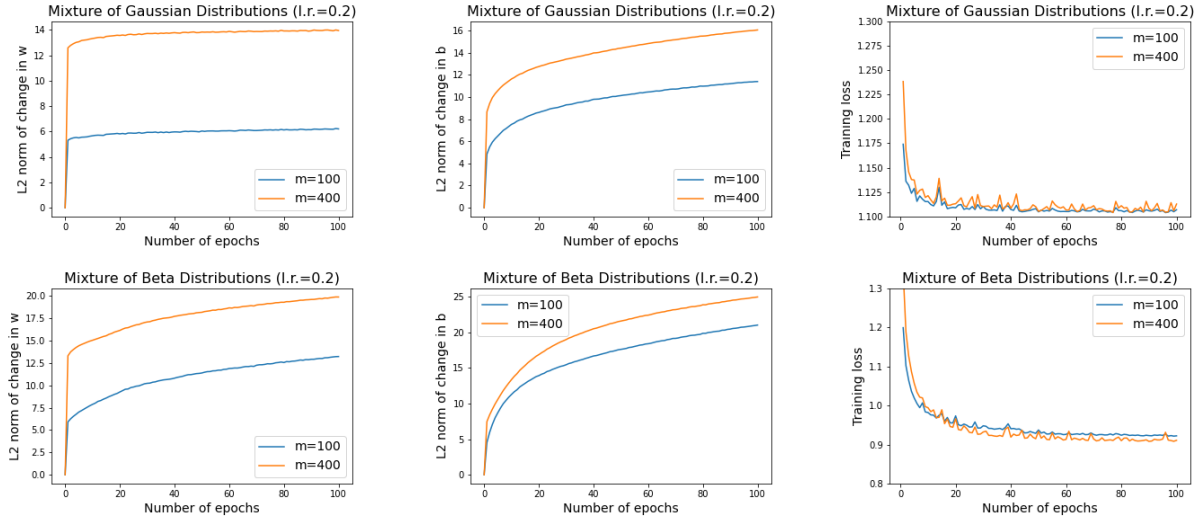 Mixture of Gaussian Distributions (l.r.=0.2)
L2 norm of change in w
14
12
10
8
6
4
2
0
m=100
m=400
0 20 40 60 80 100
Number of epochs
Mixture of Gaussian Distributions (l.r.=0.2)
L2 norm of change in b
16
14
12
10
8
6
4
2
0
m=100
m=400
0 20 40 60 80 100
Number of epochs
Mixture of Gaussian Distributions (l.r.=0.2)
Training loss
1.300
1.275
1.250
1.225
1.200
1.175
1.150
1.125
1.100
m=100
m=400
0 20 40 60 80 100
Number of epochs
Mixture of Beta Distributions (l.r.=0.2)
L2 norm of change in w
20.0
17.5
15.0
12.5
10.0
7.5
5.0
2.5
0.0
m=100
m=400
0 20 40 60 80 100
Number of epochs
Mixture of Beta Distributions (l.r.=0.2)
L2 norm of change in b
25
20
15
10
5
0
m=100
m=400
0 20 40 60 80 100
Number of epochs
Mixture of Beta Distributions (l.r.=0.2)
Training loss
1.3
1.2
1.1
1.0
0.9
0.8
m=100
m=400
0 20 40 60 80 100
Number of epochs